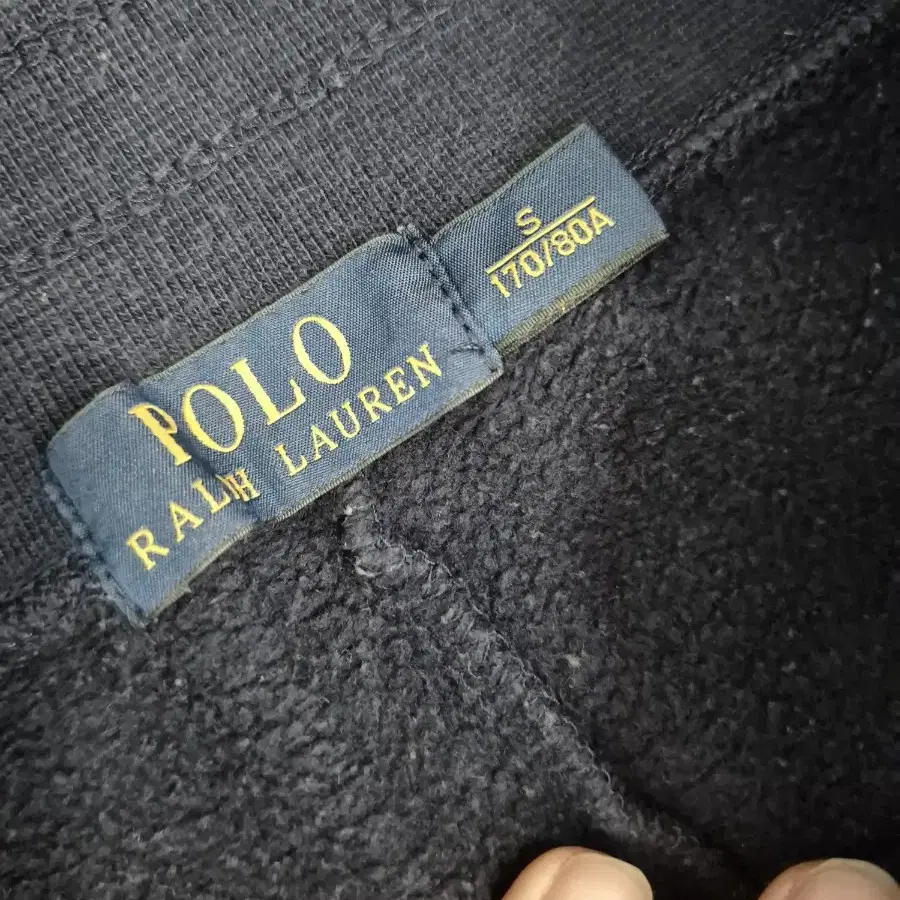 POLO
RALPH LAUREN
S
170/80A